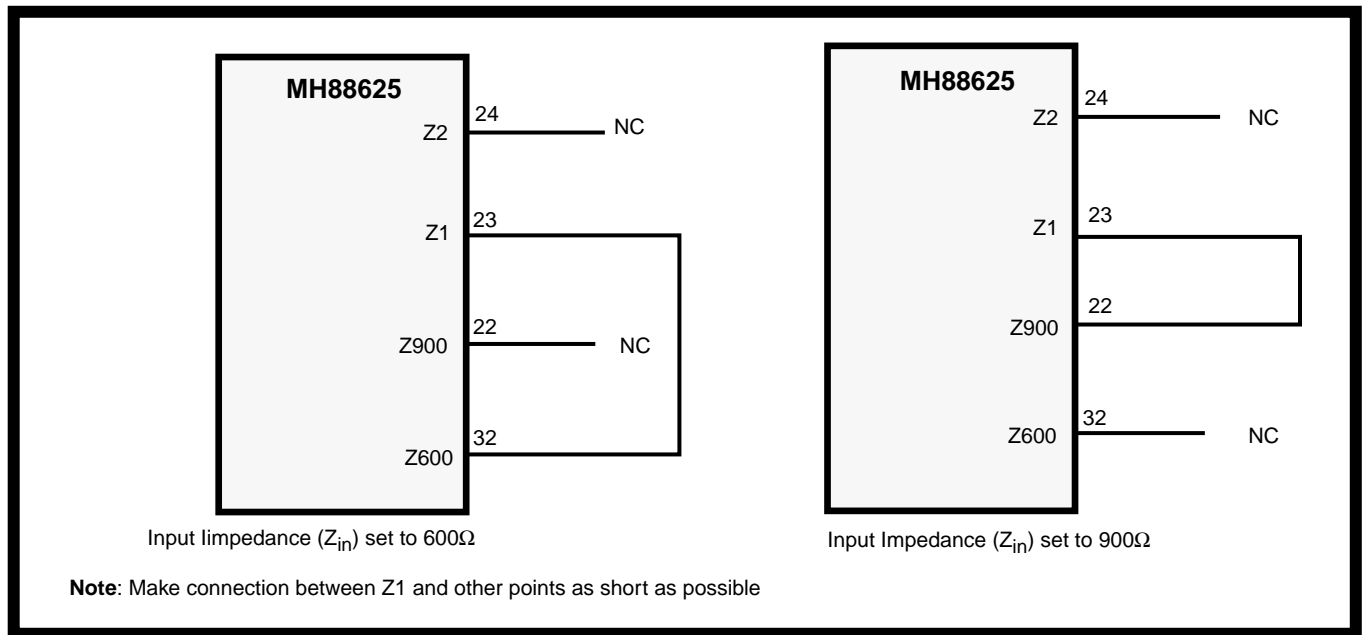 MH88625
Z2
24
NC
Z1
23
Z900
22
NC
Z600
32
Input Iimpedance (Zin) set to 600Ω
MH88625
Z2
24
NC
Z1
23
Z900
22
Z600
32
NC
Input Impedance (Zin) set to 900Ω
Note: Make connection between Z1 and other points as short as possible